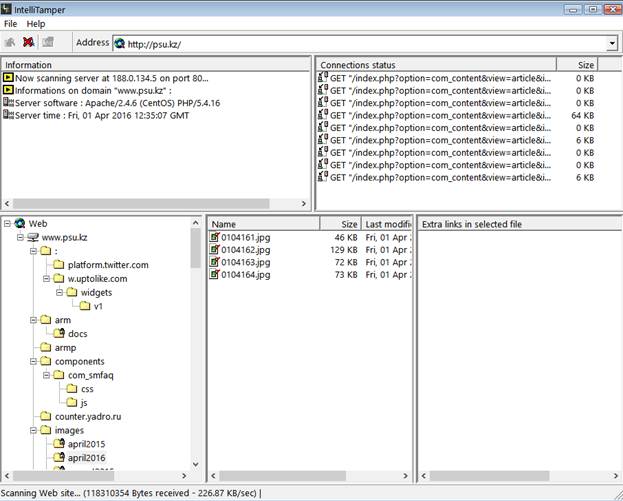 IntelliTamper
File Help
Address http://psu.kz/
Information
Now scanning server at 188.0.134.5 on port 80...
Informations on domain "www.psu.kz" :
Server software : Apache/2.4.6 (CentOS) PHP/5.4.16
Server time : Fri, 01 Apr 2016 12:35:07 GMT
Connections status Size
GET "/index.php?option=com_content&view=article&i... 0 KB
GET "/index.php?option=com_content&view=article&i... 0 KB
GET "/index.php?option=com_content&view=article&i... 0 KB
GET "/index.php?option=com_content&view=article&i... 64 KB
GET "/index.php?option=com_content&view=article&i... 0 KB
GET "/index.php?option=com_content&view=article&i... 6 KB
GET "/index.php?option=com_content&view=article&i... 0 KB
GET "/index.php?option=com_content&view=article&i... 0 KB
GET "/index.php?option=com_content&view=article&i... 6 KB
Web
www.psu.kz
:
platform.twitter.com
w.uptolike.com
widgets
v1
arm
docs
armp
components
com_smfaq
css
js
counter.yadro.ru
images
april2015
april2016
Name Size Last modifi
0104161.jpg 46 KB Fri, 01 Apr
0104162.jpg 129 KB Fri, 01 Apr
0104163.jpg 72 KB Fri, 01 Apr
0104164.jpg 73 KB Fri, 01 Apr
Extra links in selected file
Scanning Web site... (118310354 Bytes received - 226.87 KB/sec) |